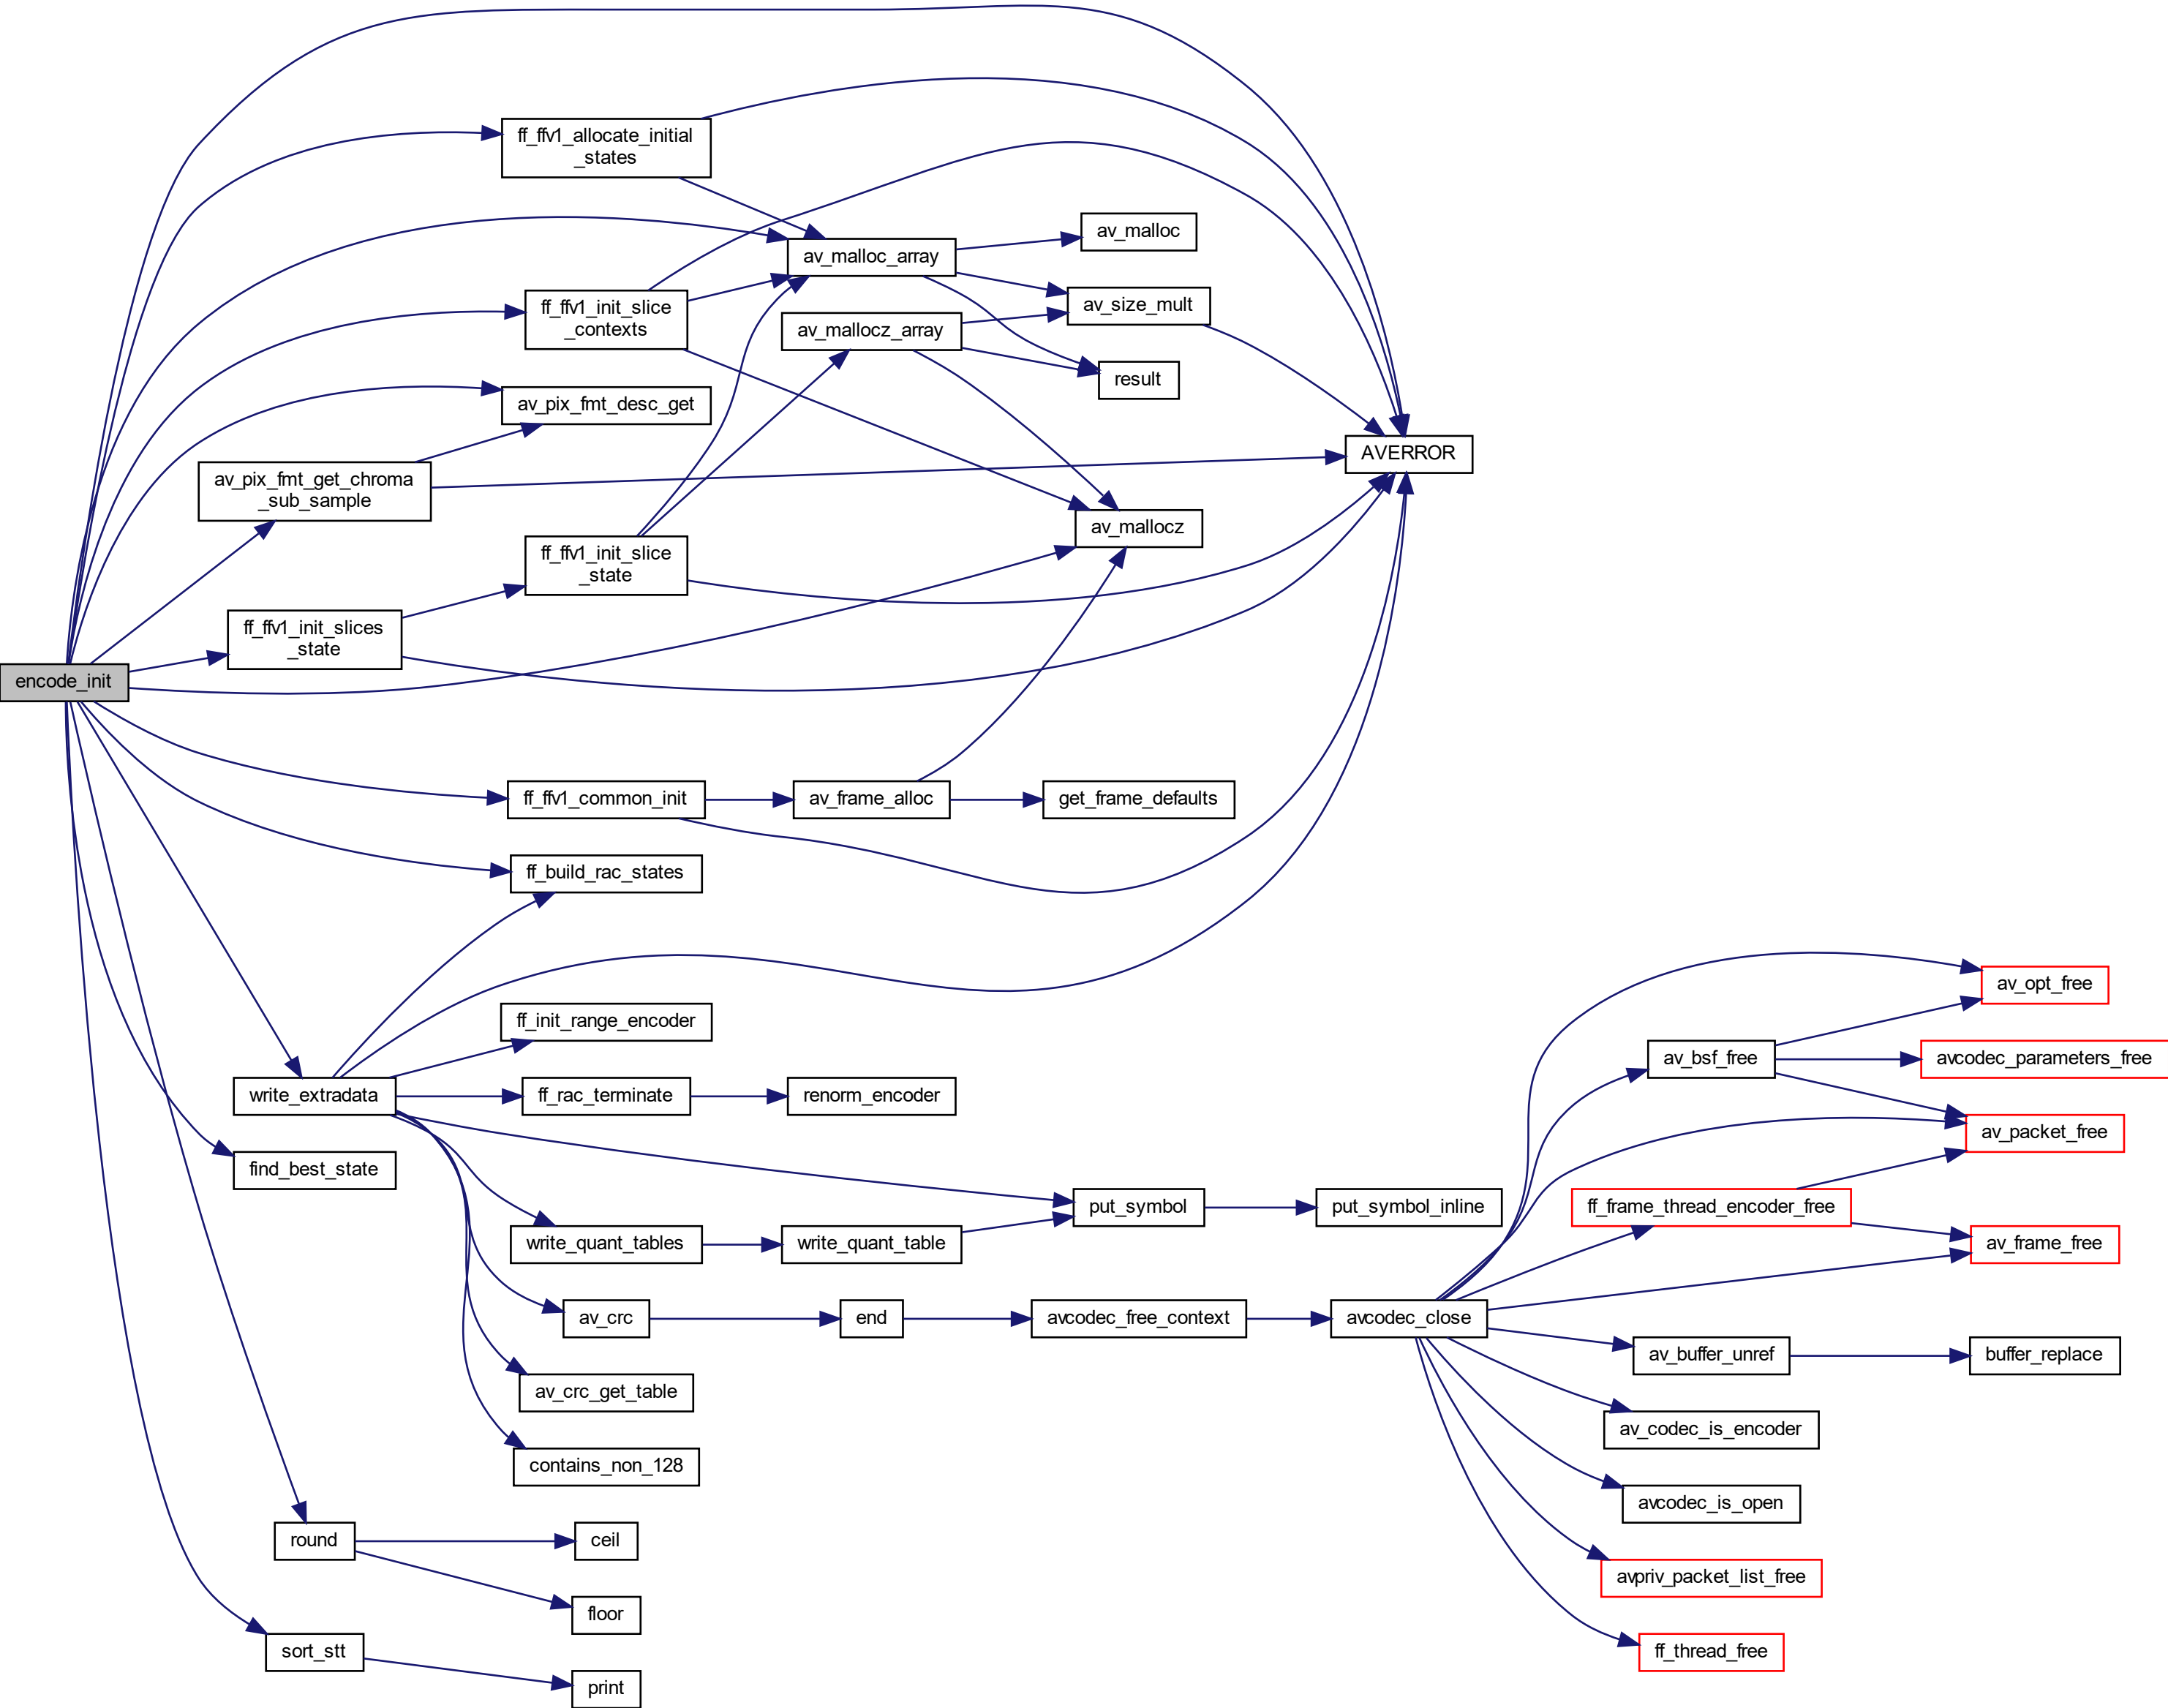 ff_ffv1_allocate_initial
_states
av_malloc
av_malloc_array
ff_ffv1_init_slice
_contexts
av_size_mult
av_mallocz_array
result
av_pix_fmt_desc_get
AVERROR
av_pix_fmt_get_chroma
_sub_sample
av_mallocz
ff_ffv1_init_slice
_state
ff_ffv1_init_slices
_state
encode_init
ff_ffv1_common_init
av_frame_alloc
get_frame_defaults
ff_build_rac_states
av_opt_free
ff_init_range_encoder
av_bsf_free
avcodec_parameters_free
write_extradata
ff_rac_terminate
renorm_encoder
av_packet_free
find_best_state
put_symbol
put_symbol_inline
ff_frame_thread_encoder_free
write_quant_tables
write_quant_table
av_frame_free
av_crc
end
avcodec_free_context
avcodec_close
av_buffer_unref
buffer_replace
av_crc_get_table
av_codec_is_encoder
contains_non_128
avcodec_is_open
round
ceil
avpriv_packet_list_free
floor
sort_stt
ff_thread_free
print